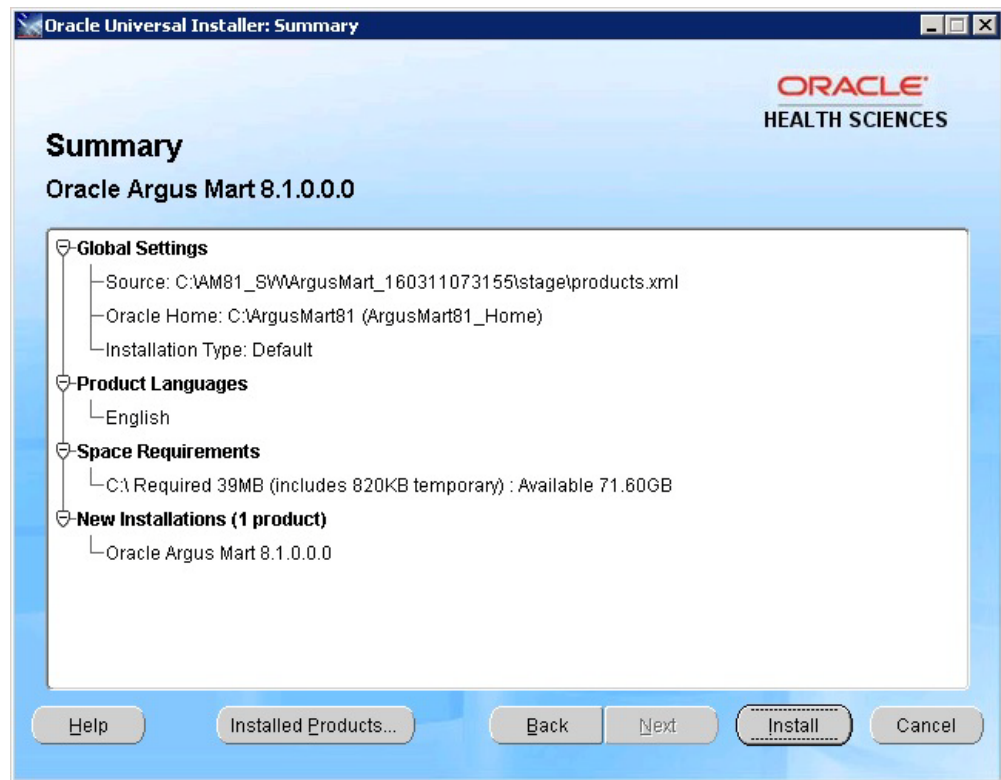 Oracle Universal Installer: Summary
ORACLE
HEALTH SCIENCES
Summary
Oracle Argus Mart 8.1.0.0.0
Global Settings
Source: C:\AM81_SW\ArgusMart_160311073155\stage\products.xml
Oracle Home: C:\ArgusMart81 (ArgusMart81_Home)
Installation Type: Default
Product Languages
English
Space Requirements
C:\ Required 39MB (includes 820KB temporary) : Available 71.60GB
New Installations (1 product)
Oracle Argus Mart 8.1.0.0.0
Help Installed Products... Back Next Install Cancel